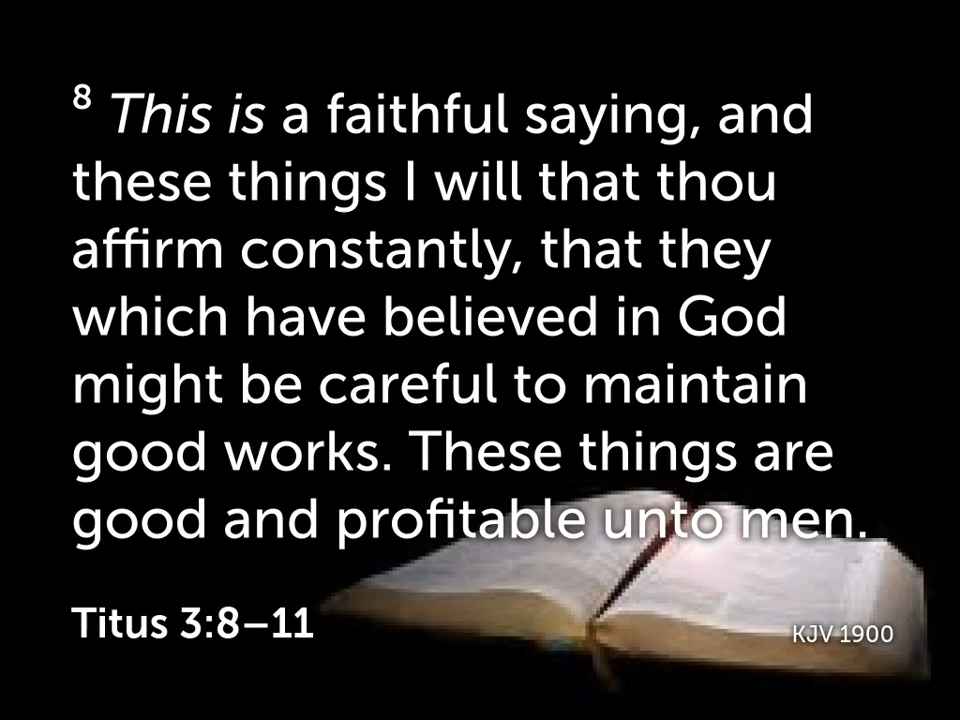 ⁸ This is a faithful saying, and
these things I will that thou
affirm constantly, that they
which have believed in God
might be careful to maintain
good works. These things are
good and profitable unto men.
Titus 3:8–11
KJV 1900